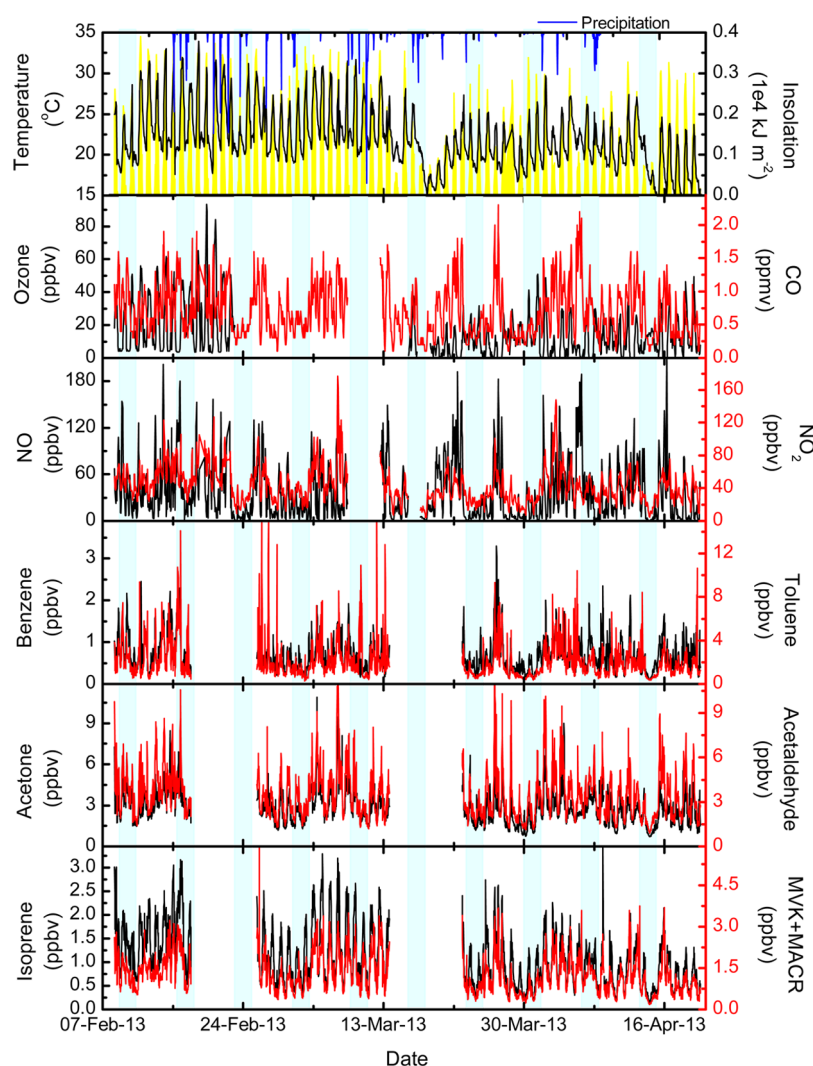 Precipitation
35
30
25
20
15
Temperature
(°C)
0.4
0.3
0.2
0.1
0.0
Insolation
(1e4 kJ m⁻²)
80
60
40
20
0
Ozone
(ppbv)
2.0
1.5
1.0
0.5
0.0
CO
(ppmv)
180
120
60
0
NO
(ppbv)
160
120
80
40
0
NO₂
(ppbv)
3
2
1
0
Benzene
(ppbv)
12
8
4
0
Toluene
(ppbv)
9
6
3
0
Acetone
(ppbv)
9
6
3
0
Acetaldehyde
(ppbv)
3.0
2.5
2.0
1.5
1.0
0.5
0.0
Isoprene
(ppbv)
4.5
3.0
1.5
0.0
MVK+MACR
(ppbv)
07-Feb-13 24-Feb-13 13-Mar-13 30-Mar-13 16-Apr-13
Date